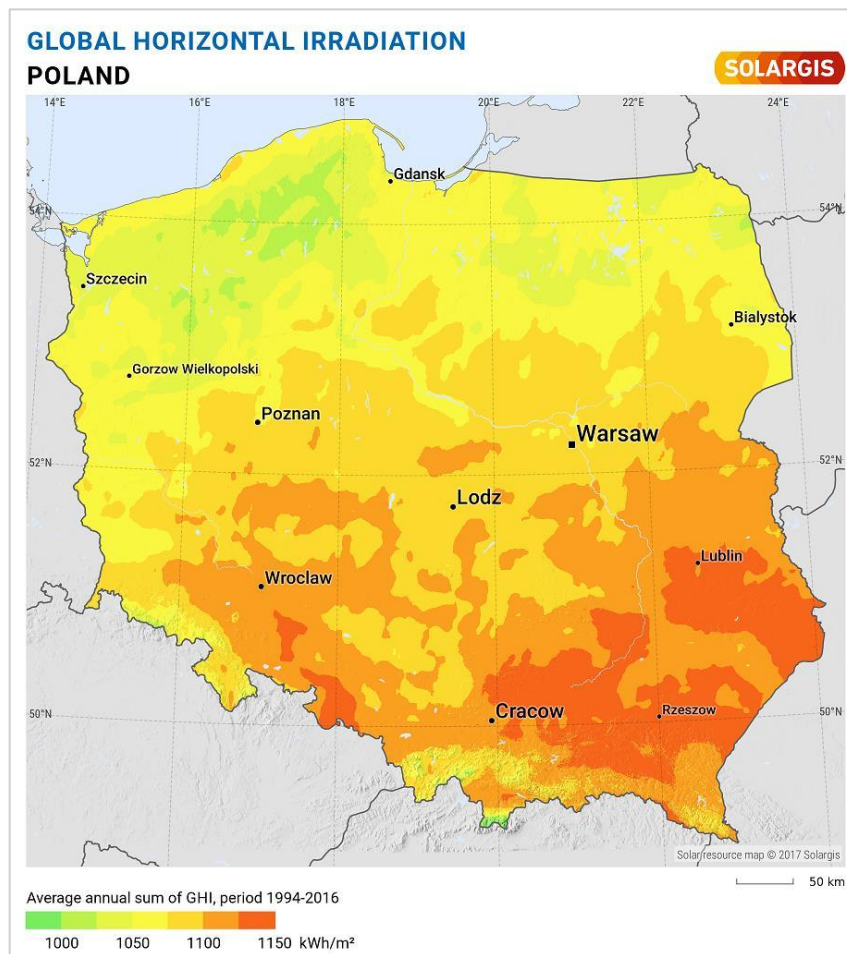 GLOBAL HORIZONTAL IRRADIATION
POLAND
SOLARGIS
14°E 16°E 18°E 20°E 22°E 24°E
Gdansk
54°N 54°N
Szczecin
Bialystok
Gorzow Wielkopolski
Poznan
Warsaw
52°N 52°N
Lodz
Lublin
Wroclaw
50°N Cracow Rzeszow 50°N
Solar resource map © 2017 Solargis
50 km
Average annual sum of GHI, period 1994-2016
1000 1050 1100 1150 kWh/m²